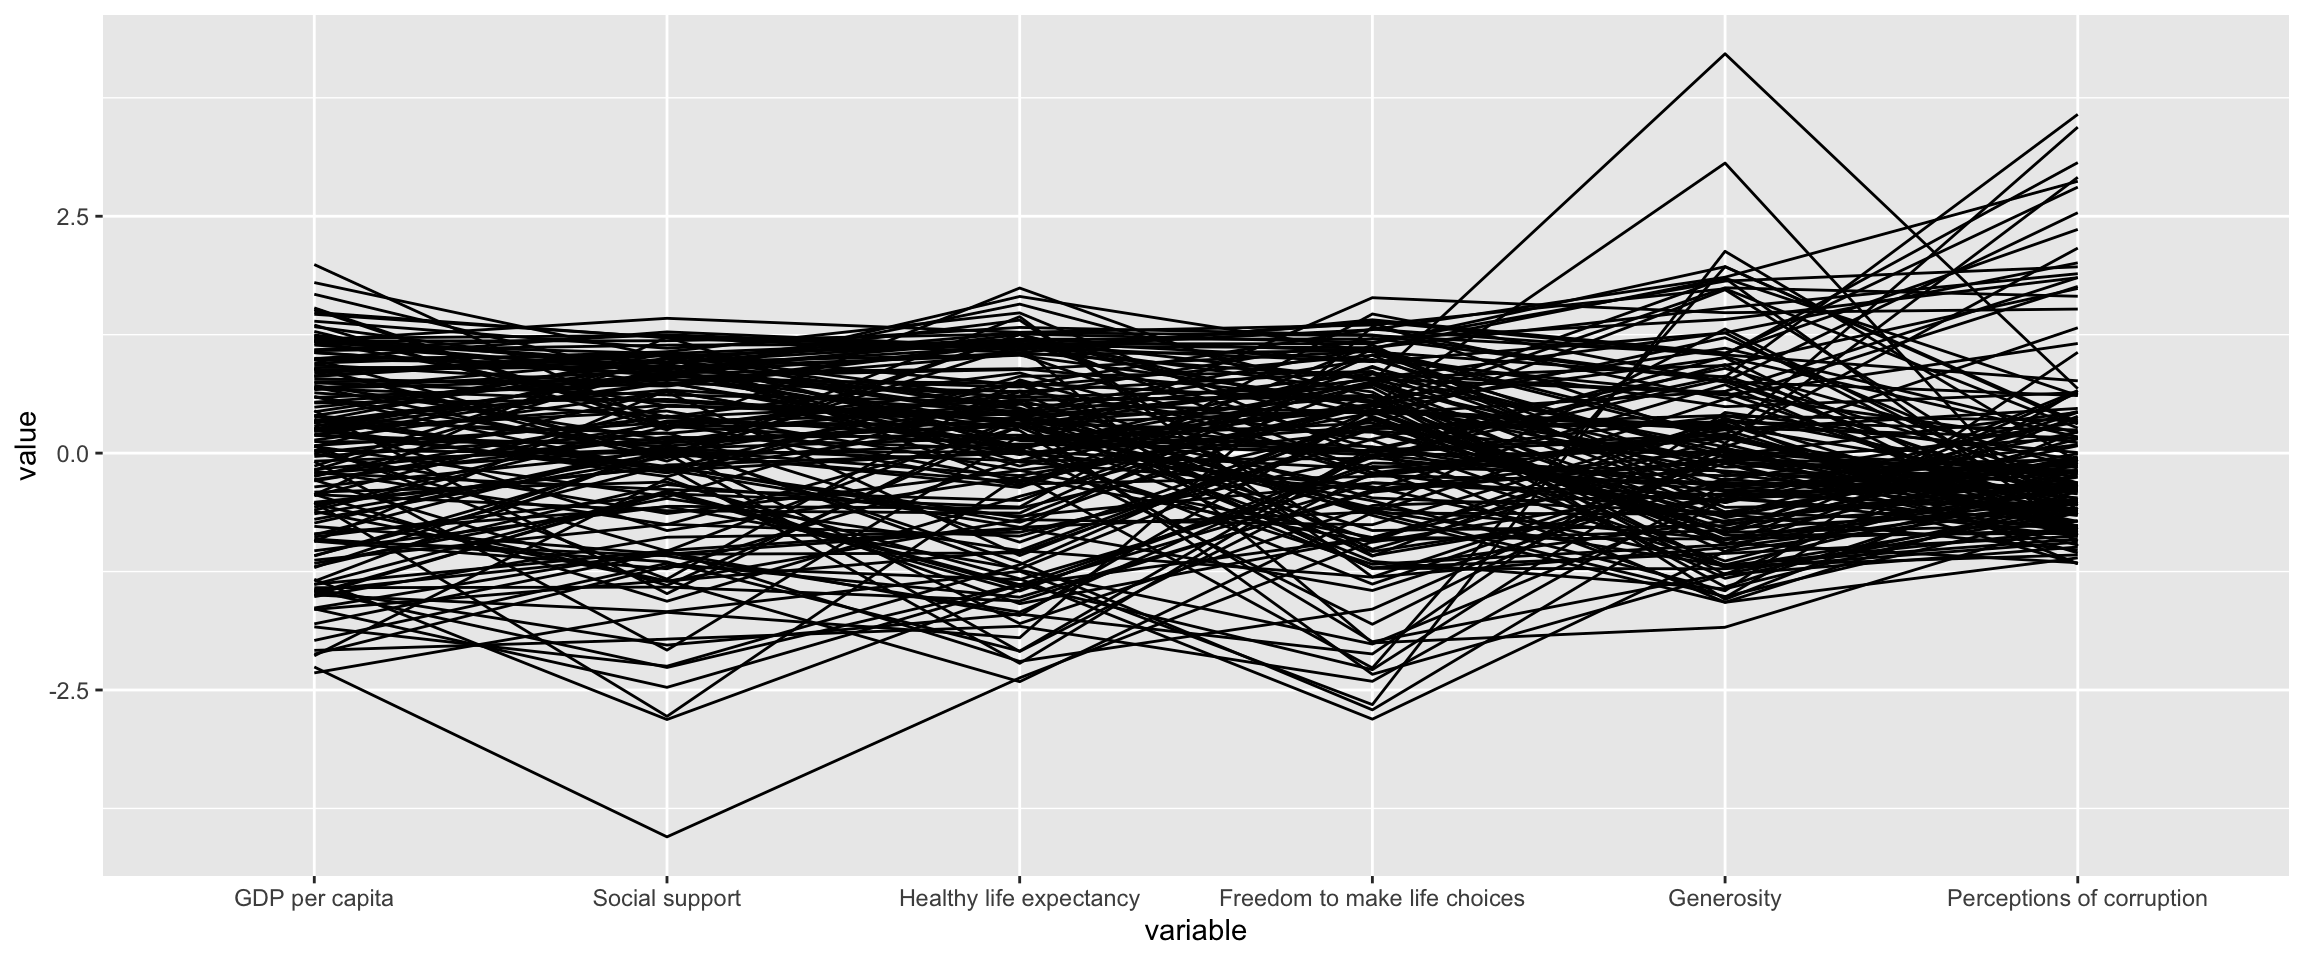 value
2.5
0.0
-2.5
GDP per capita
Social support
Healthy life expectancy
Freedom to make life choices
Generosity
Perceptions of corruption
variable